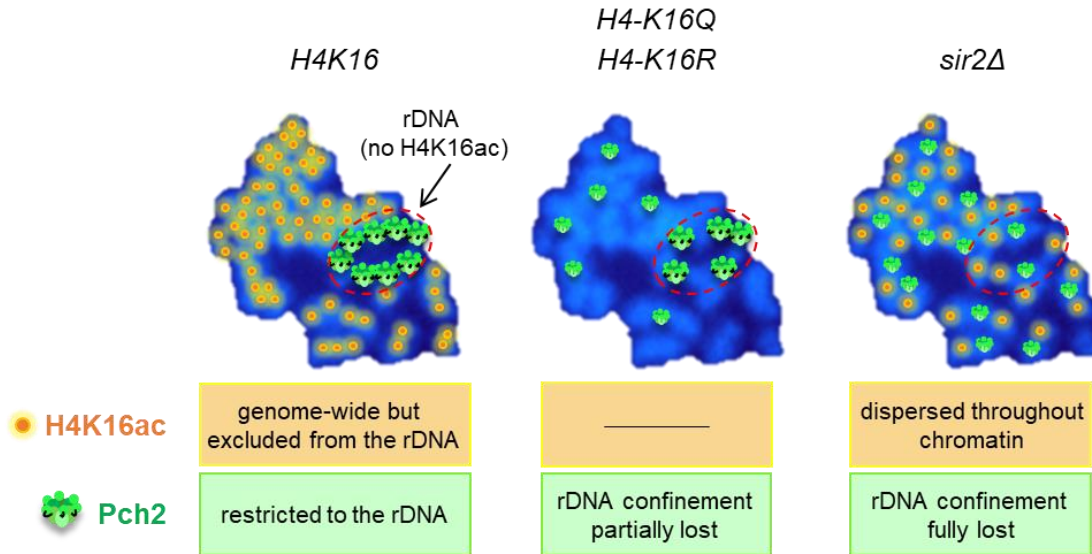 H4K16
H4-K16Q
H4-K16R
sir2Δ
rDNA
(no H4K16ac)
H4K16ac
genome-wide but
excluded from the rDNA
dispersed throughout
chromatin
Pch2
restricted to the rDNA
rDNA confinement
partially lost
rDNA confinement
fully lost